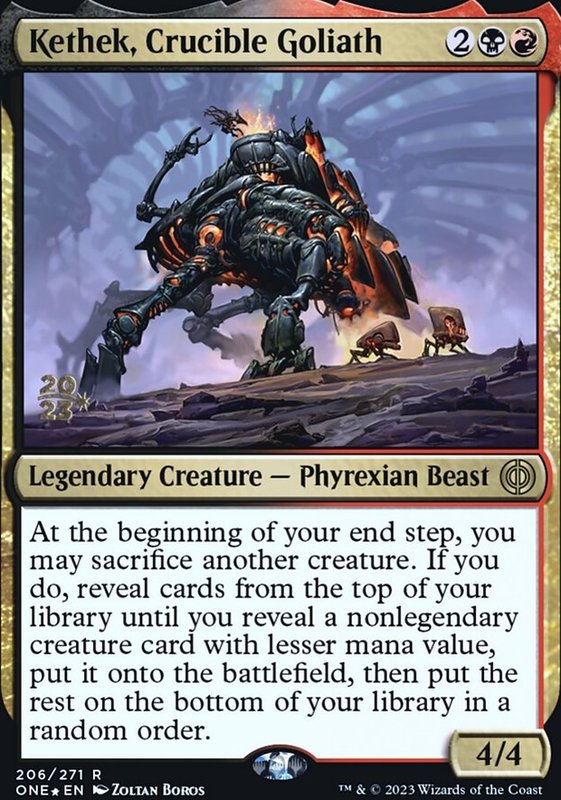 Kethek, Crucible Goliath 2
20
23
Legendary Creature — Phyrexian Beast
At the beginning of your end step, you
may sacrifice another creature. If you
do, reveal cards from the top of your
library until you reveal a nonlegendary
creature card with lesser mana value,
put it onto the battlefield, then put the
rest on the bottom of your library in a
random order.
4/4
206/271 R
ONE★EN Zoltan Boros
™ & © 2023 Wizards of the Coast